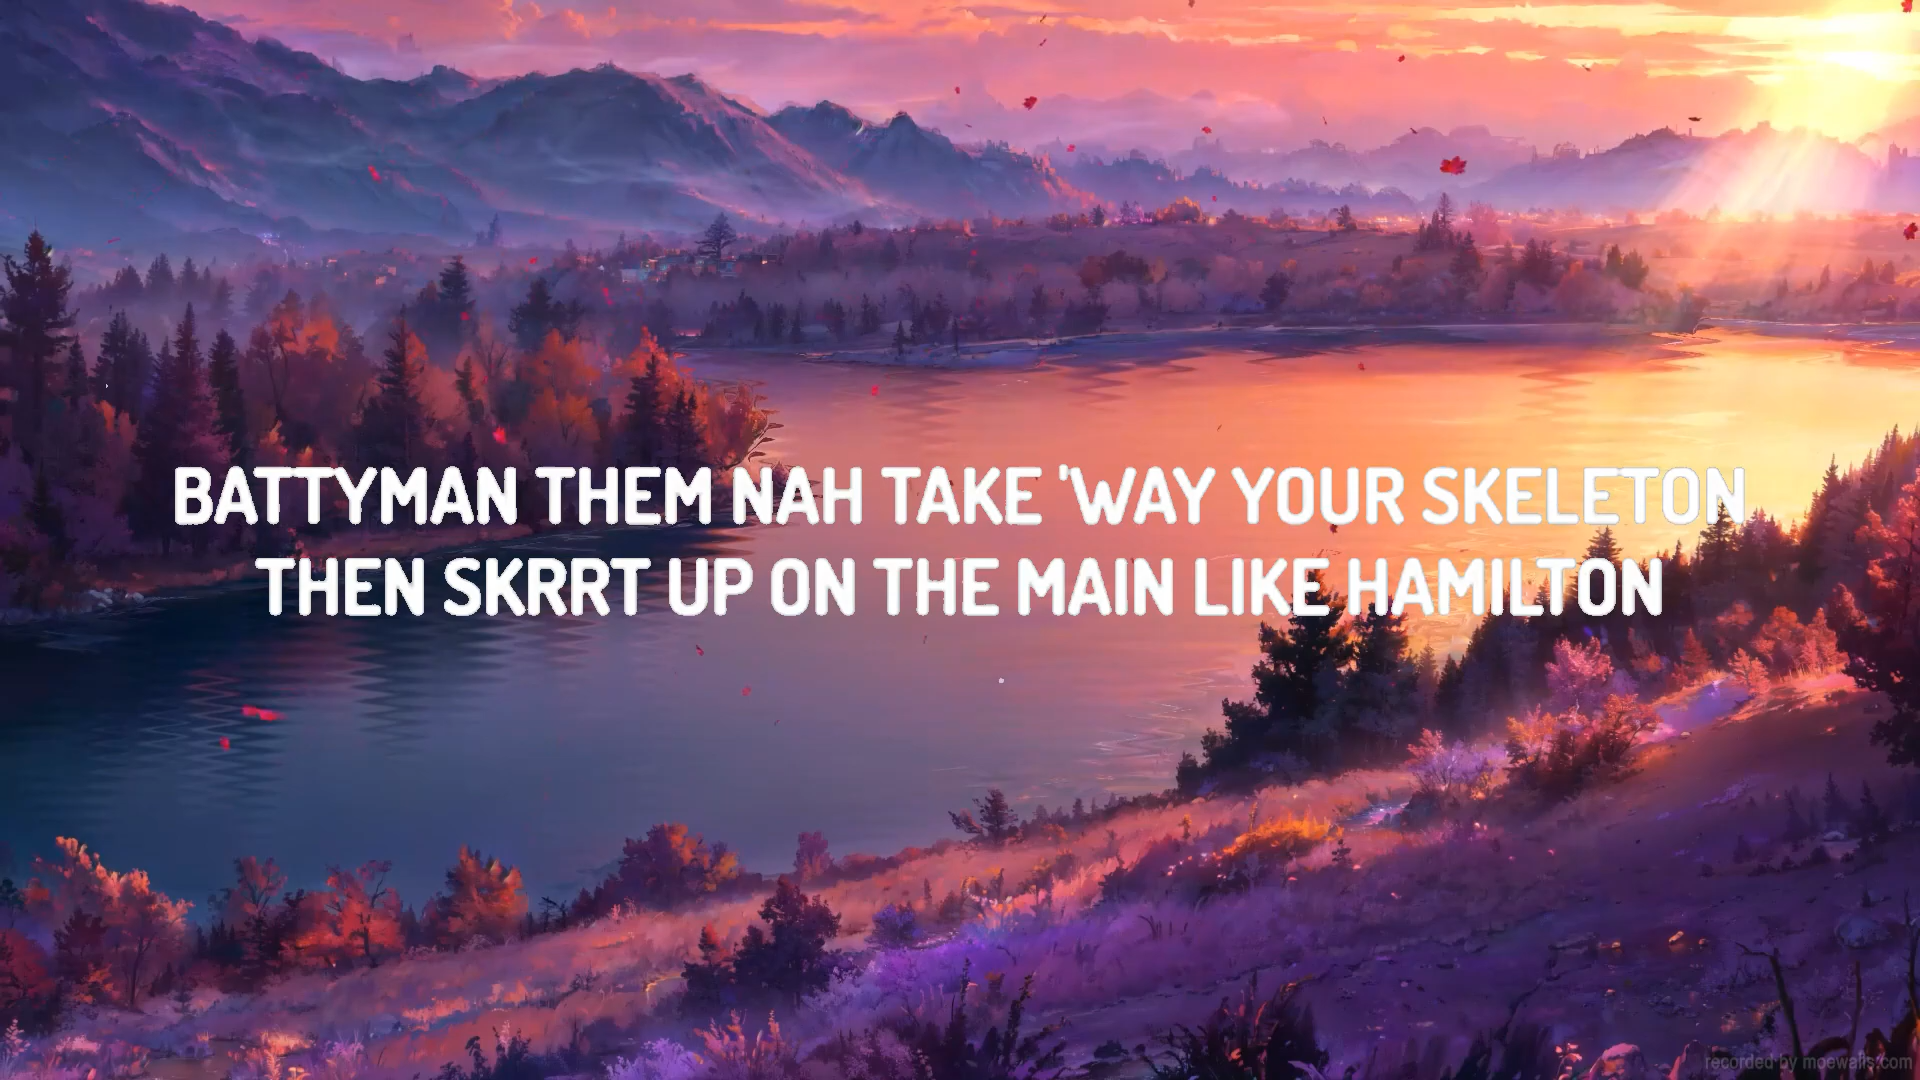 BATTYMAN THEM NAH TAKE 'WAY YOUR SKELETON
THEN SKRRT UP ON THE MAIN LIKE HAMILTON
recorded by moewalls.com